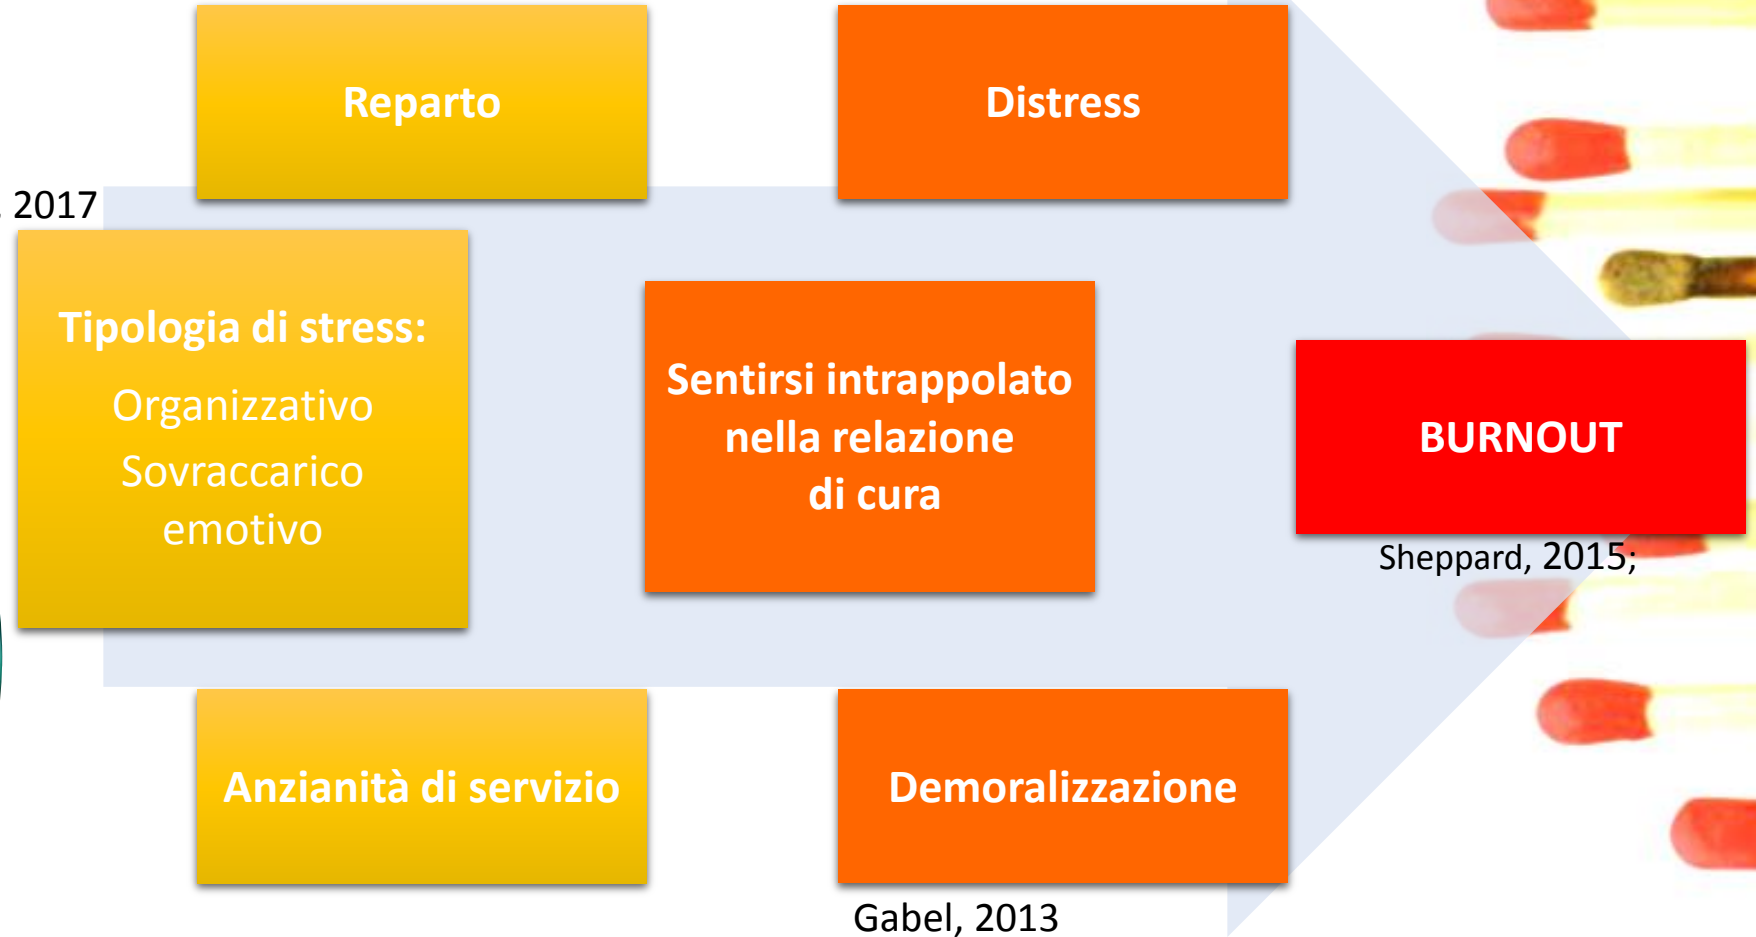 Reparto
Distress
2017
Tipologia di stress:
Organizzativo
Sovraccarico
emotivo
Sentirsi intrappolato
nella relazione
di cura
BURNOUT
Sheppard, 2015;
Anzianità di servizio
Demoralizzazione
Gabel, 2013